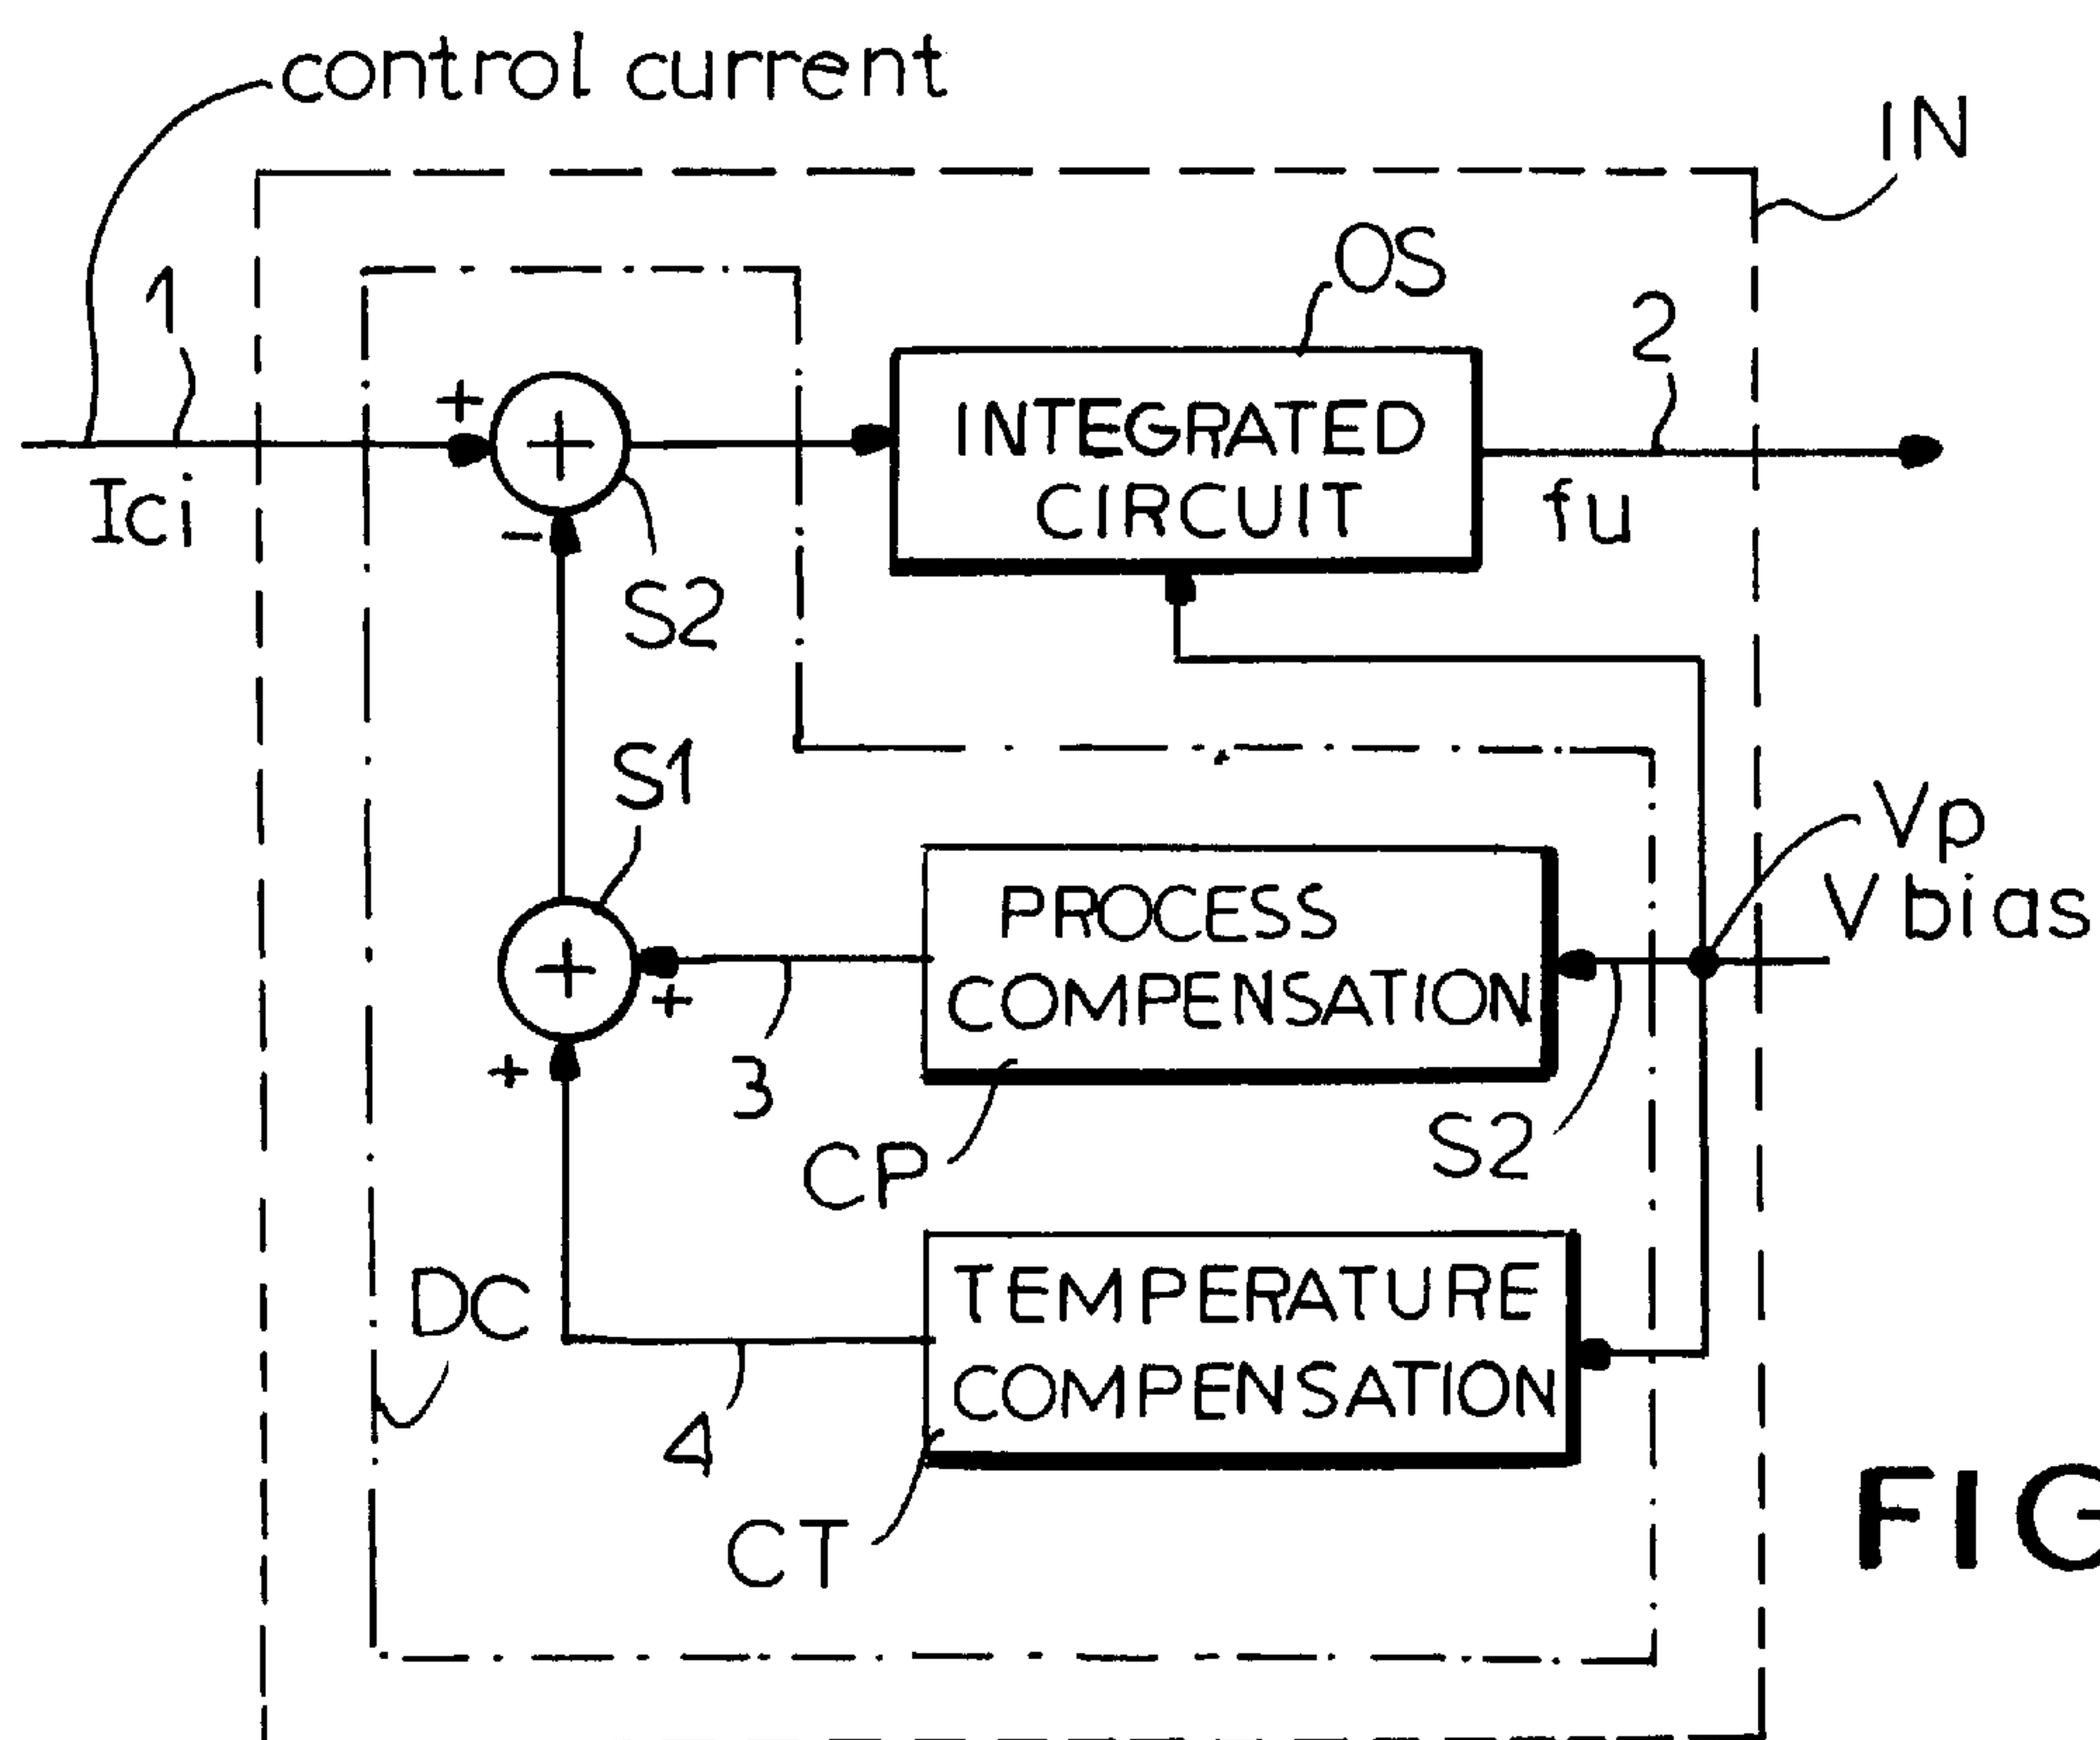 control current
IN
OS
1
2
+
INTEGRATED
CIRCUIT
+
Ici
fu
-
S2
S1
Vp
V bias
PROCESS
COMPENSATION
+
+
+
3
S2
CP
DC
TEMPERATURE
COMPENSATION
4
CT
FIG